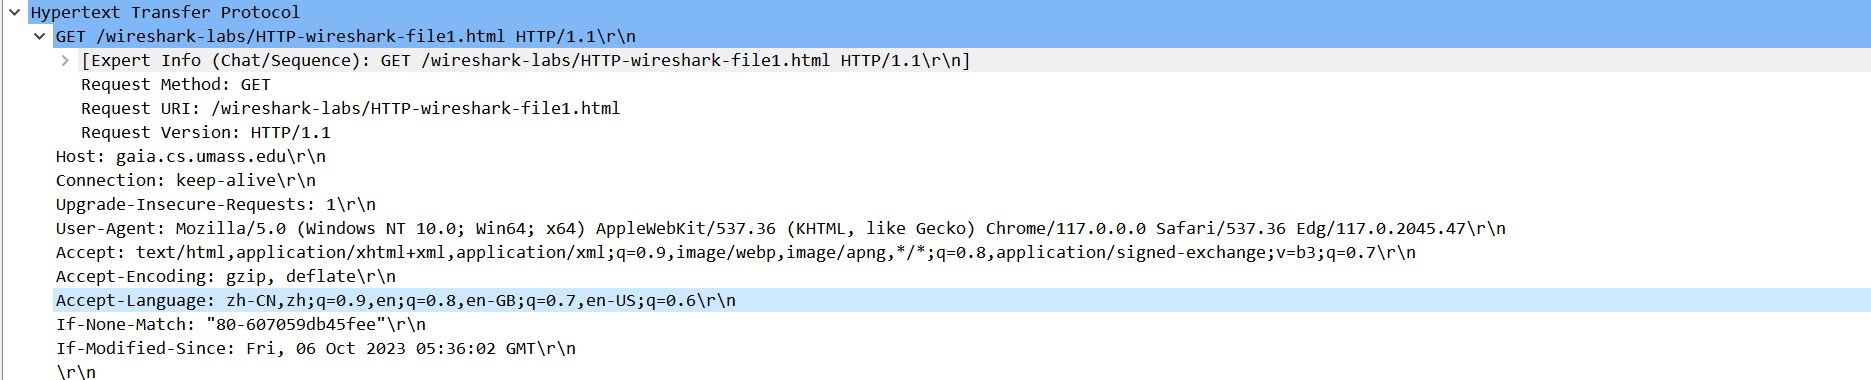 Hypertext Transfer Protocol
GET /wireshark-labs/HTTP-wireshark-file1.html HTTP/1.1\r\n
[Expert Info (Chat/Sequence): GET /wireshark-labs/HTTP-wireshark-file1.html HTTP/1.1\r\n]
Request Method: GET
Request URI: /wireshark-labs/HTTP-wireshark-file1.html
Request Version: HTTP/1.1
Host: gaia.cs.umass.edu\r\n
Connection: keep-alive\r\n
Upgrade-Insecure-Requests: 1\r\n
User-Agent: Mozilla/5.0 (Windows NT 10.0; Win64; x64) AppleWebKit/537.36 (KHTML, like Gecko) Chrome/117.0.0.0 Safari/537.36 Edg/117.0.2045.47\r\n
Accept: text/html,application/xhtml+xml,application/xml;q=0.9,image/webp,image/apng,*/*;q=0.8,application/signed-exchange;v=b3;q=0.7\r\n
Accept-Encoding: gzip, deflate\r\n
Accept-Language: zh-CN,zh;q=0.9,en;q=0.8,en-GB;q=0.7,en-US;q=0.6\r\n
If-None-Match: "80-607059db45fee"\r\n
If-Modified-Since: Fri, 06 Oct 2023 05:36:02 GMT\r\n
\r\n